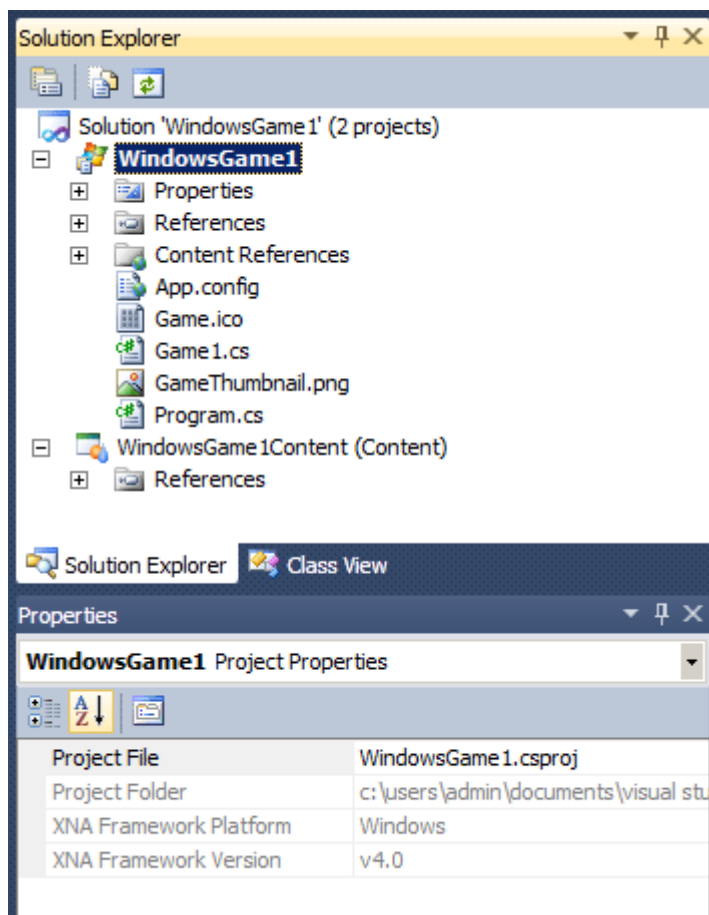 Solution Explorer
Solution 'WindowsGame1' (2 projects)
WindowsGame1
Properties
References
Content References
App.config
Game.ico
Game1.cs
GameThumbnail.png
Program.cs
WindowsGame1Content (Content)
References
Solution Explorer Class View
Properties
WindowsGame1 Project Properties
Project File WindowsGame1.csproj
Project Folder c:\users\admin\documents\visual stu
XNA Framework Platform Windows
XNA Framework Version v4.0